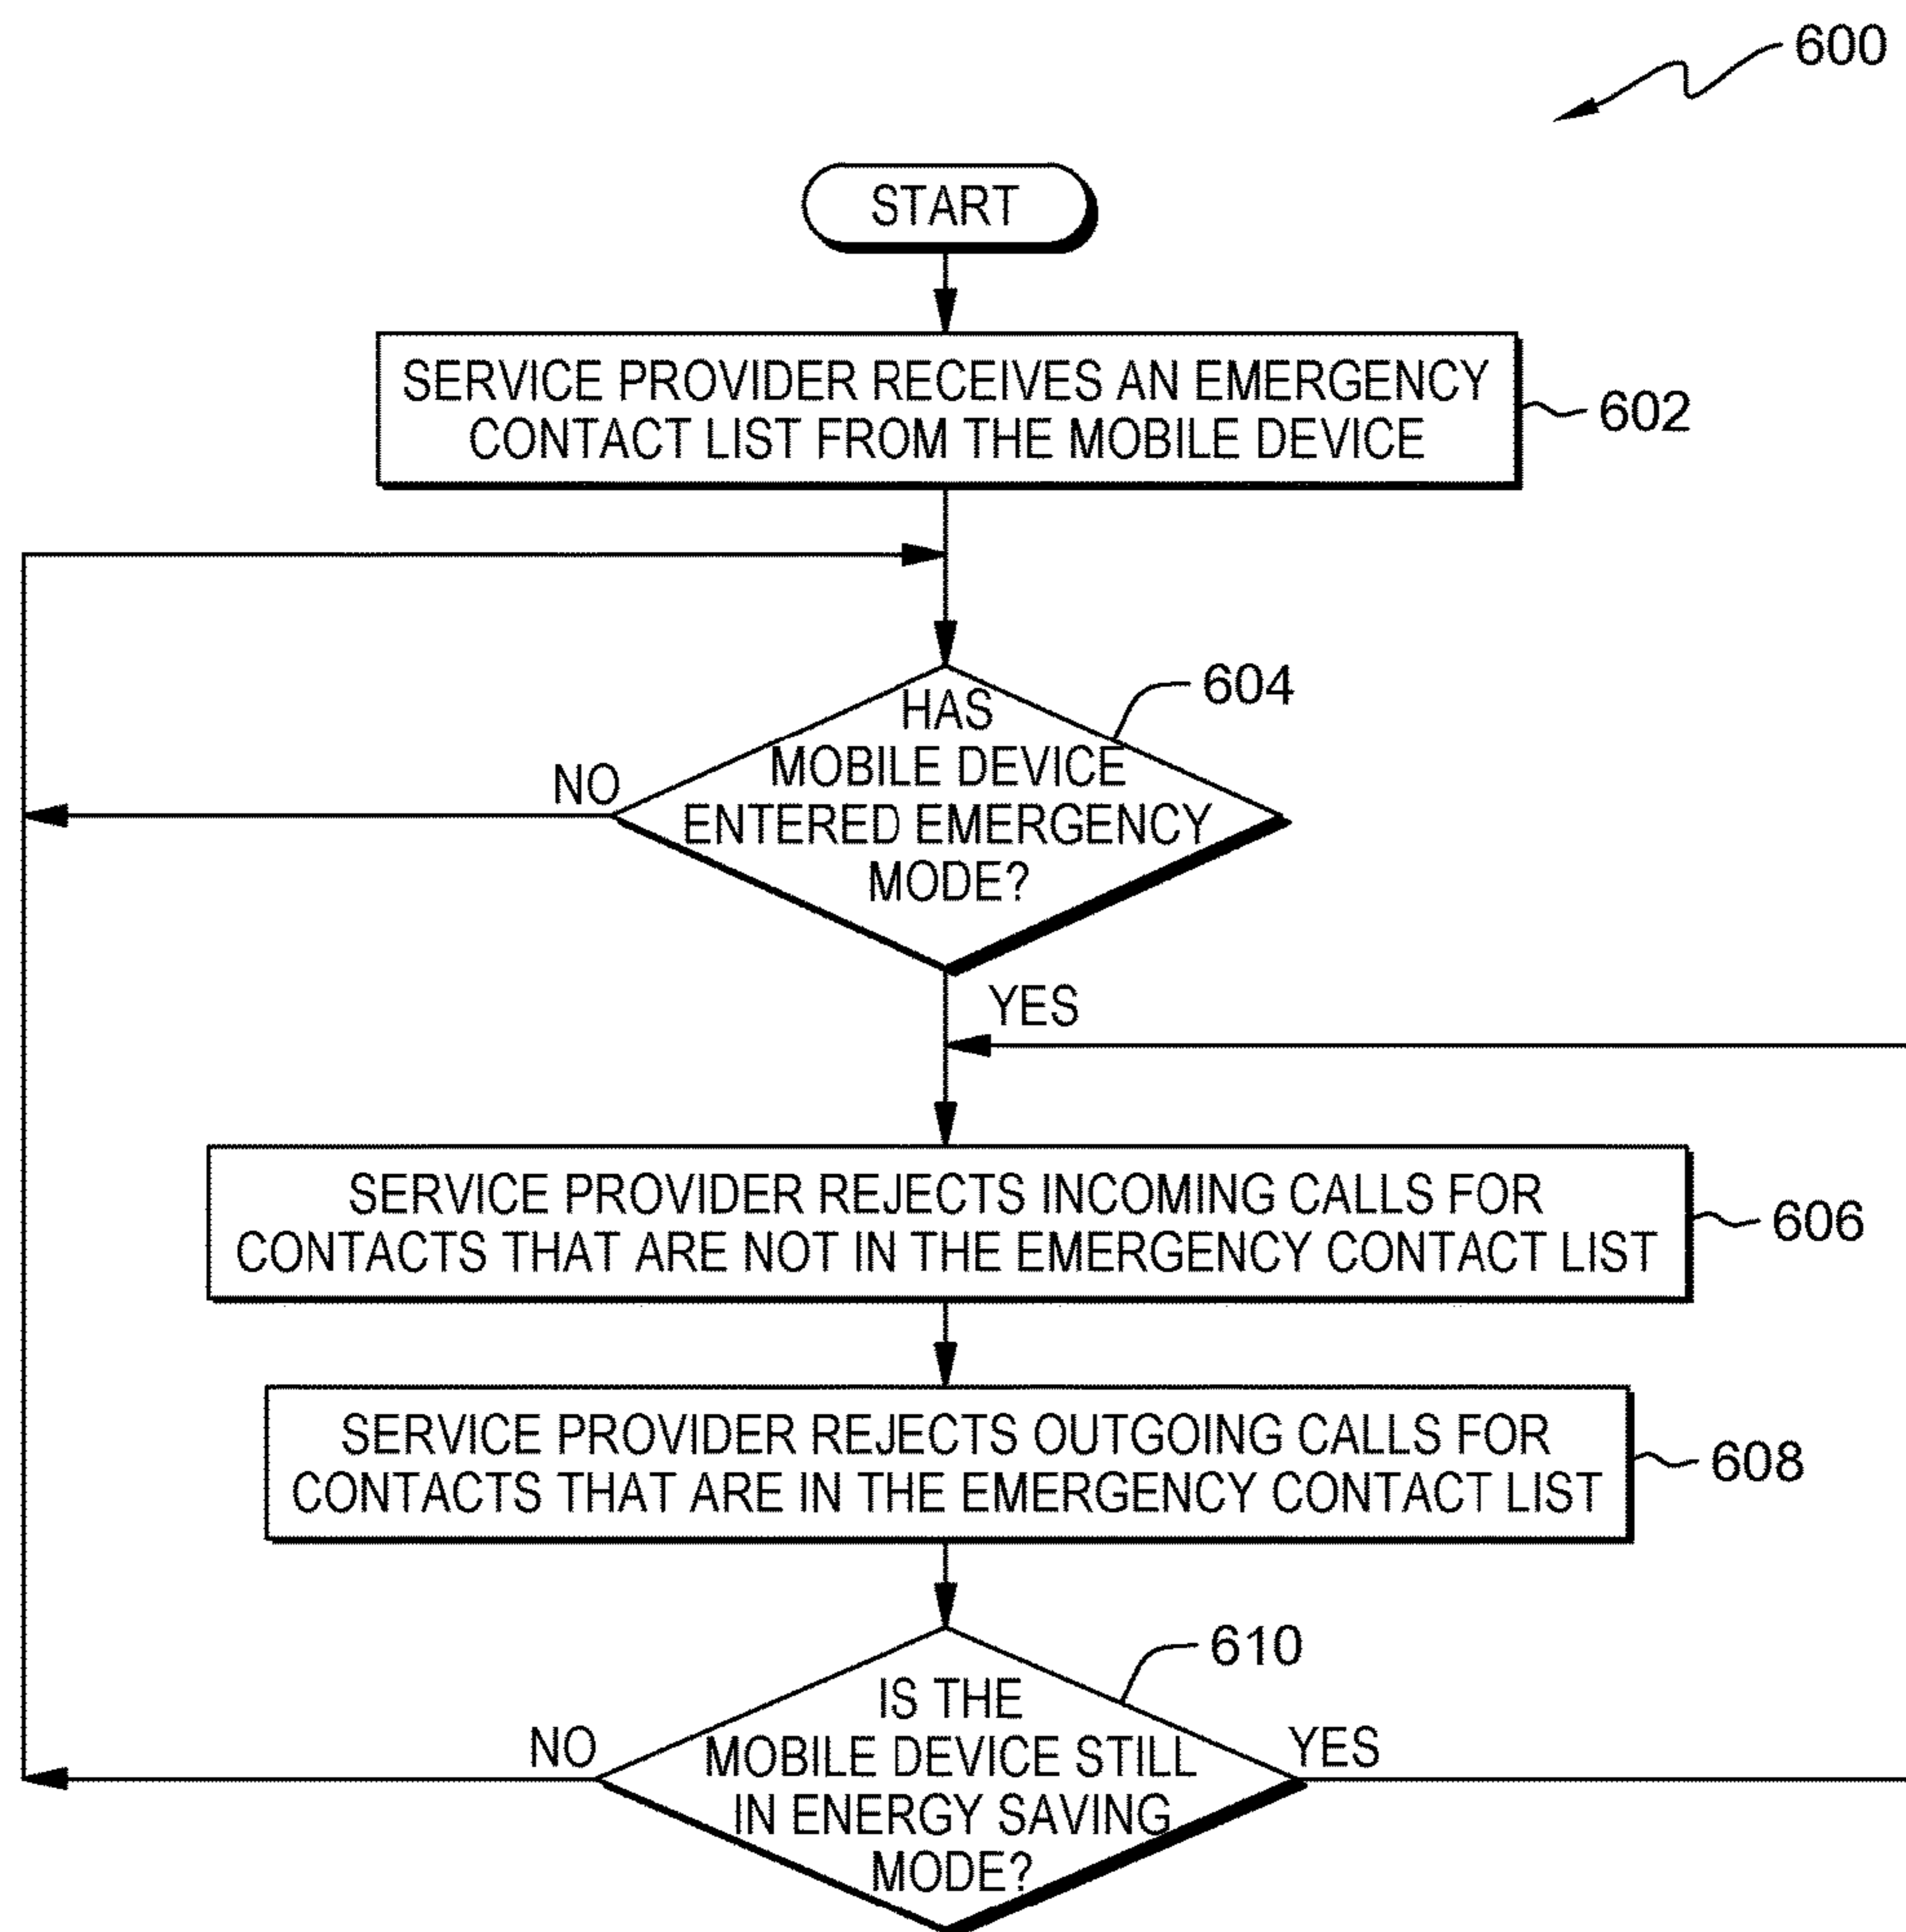 600
START
SERVICE PROVIDER RECEIVES AN EMERGENCY
CONTACT LIST FROM THE MOBILE DEVICE
602
604
HAS
MOBILE DEVICE
ENTERED EMERGENCY
MODE?
NO
YES
SERVICE PROVIDER REJECTS INCOMING CALLS FOR
CONTACTS THAT ARE NOT IN THE EMERGENCY CONTACT LIST
606
SERVICE PROVIDER REJECTS OUTGOING CALLS FOR
CONTACTS THAT ARE IN THE EMERGENCY CONTACT LIST
608
610
IS THE
MOBILE DEVICE STILL
IN ENERGY SAVING
MODE?
NO
YES